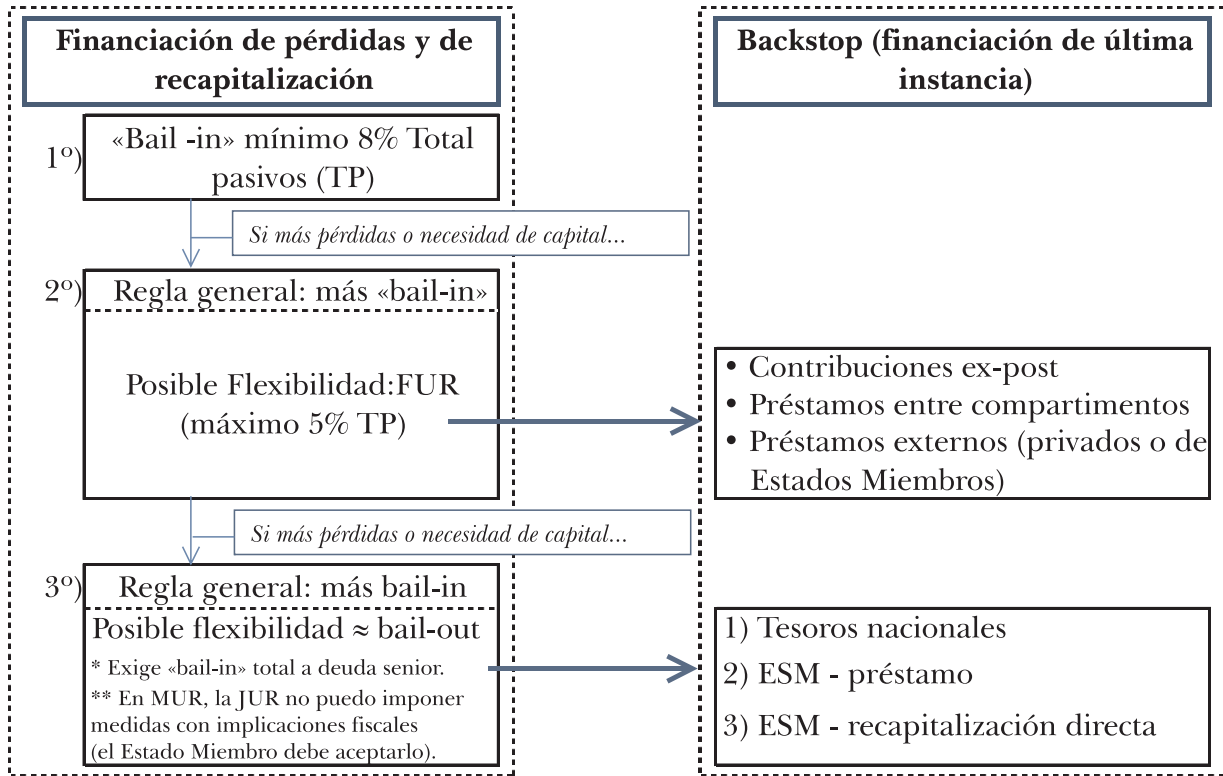 Financiación de pérdidas y de
recapitalización
1º)
«Bail -in» mínimo 8% Total
pasivos (TP)
Si más pérdidas o necesidad de capital...
2º)
Regla general: más «bail-in»
Posible Flexibilidad:FUR
(máximo 5% TP)
Si más pérdidas o necesidad de capital...
3º)
Regla general: más bail-in
Posible flexibilidad ≈ bail-out
* Exige «bail-in» total a deuda senior.
** En MUR, la JUR no puedo imponer
medidas con implicaciones fiscales
(el Estado Miembro debe aceptarlo).
Backstop (financiación de última
instancia)
• Contribuciones ex-post
• Préstamos entre compartimentos
• Préstamos externos (privados o de
Estados Miembros)
1) Tesoros nacionales
2) ESM - préstamo
3) ESM - recapitalización directa